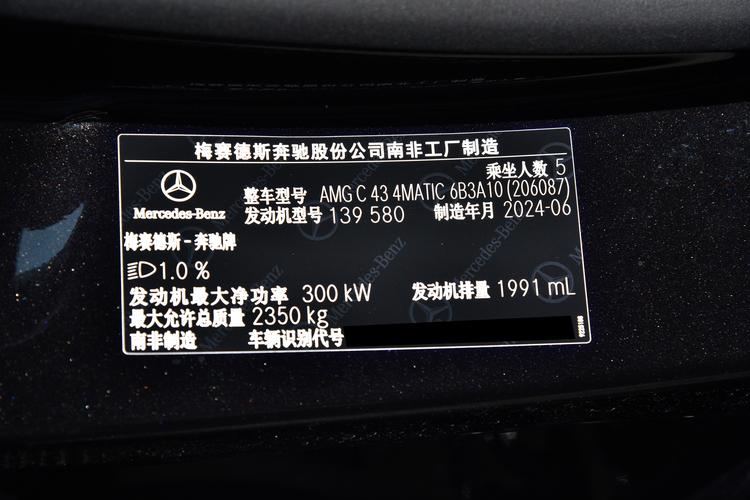 梅赛德斯奔驰股份公司南非工厂制造
乘坐人数 5
整车型号 AMG C 43 4MATIC 6B3A10 (206087)
Mercedes-Benz
发动机型号 139 580 制造年月 2024-06
梅赛德斯－奔驰牌
1.0 %
发动机最大净功率 300 kW 发动机排量 1991 mL
最大允许总质量 2350 kg
南非制造 车辆识别代号